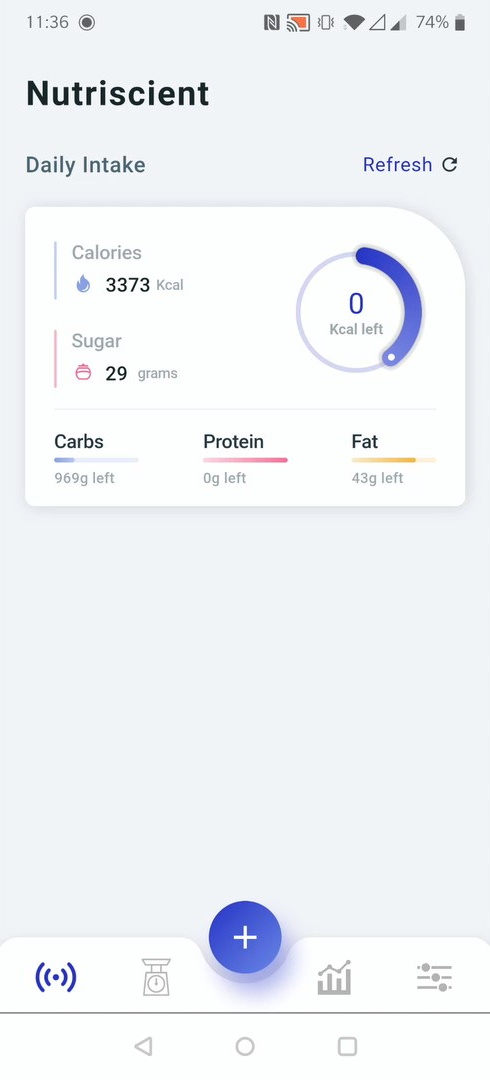 11:36 74%
Nutriscient
Daily Intake Refresh
Calories
3373 Kcal
0
Kcal left
Sugar
29 grams
Carbs Protein Fat
969g left 0g left 43g left